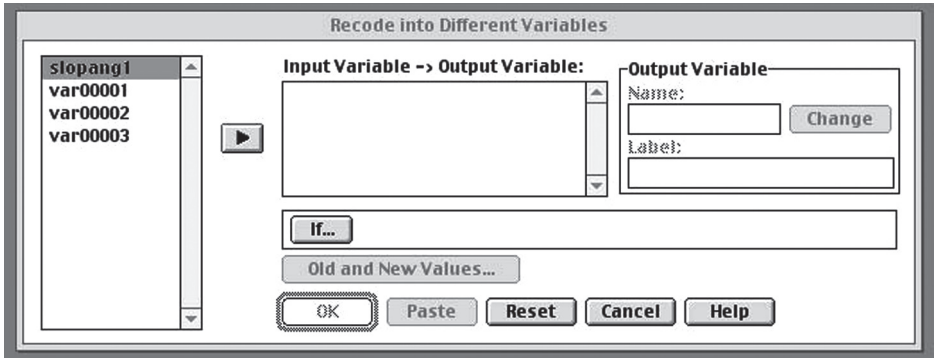 Recode into Different Variables
slopang1
var00001
var00002
var00003
Input Variable -> Output Variable:
Output Variable
Name:
Change
Label:
If...
Old and New Values...
OK
Paste
Reset
Cancel
Help